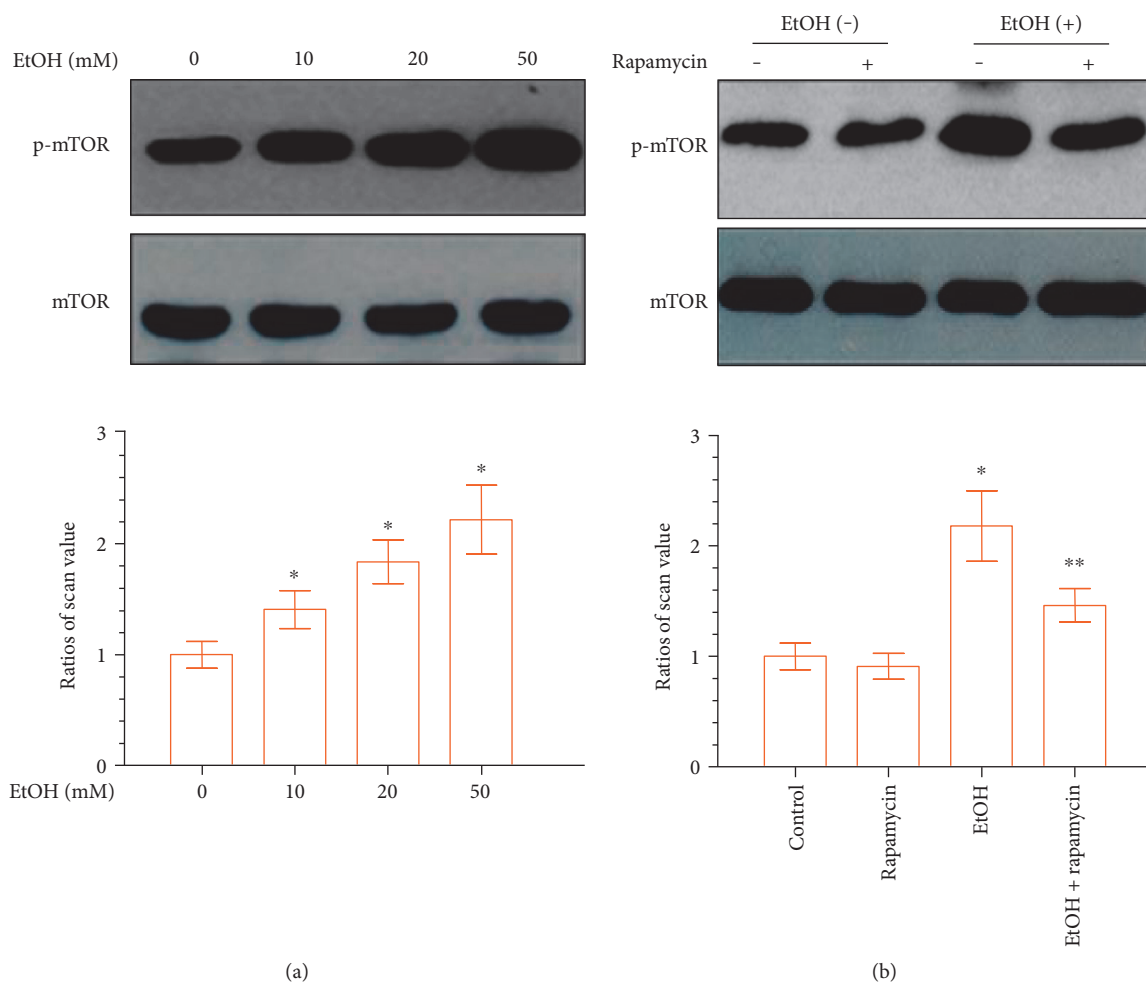 EtOH (mM) 0 10 20 50
p-mTOR
mTOR
3
2
1
0
Ratios of scan value
* * *
EtOH (mM) 0 10 20 50
(a)
EtOH (-) EtOH (+)
Rapamycin - + - +
p-mTOR
mTOR
3
2
1
0
Ratios of scan value
* **
Control
Rapamycin
EtOH
EtOH + rapamycin
(b)